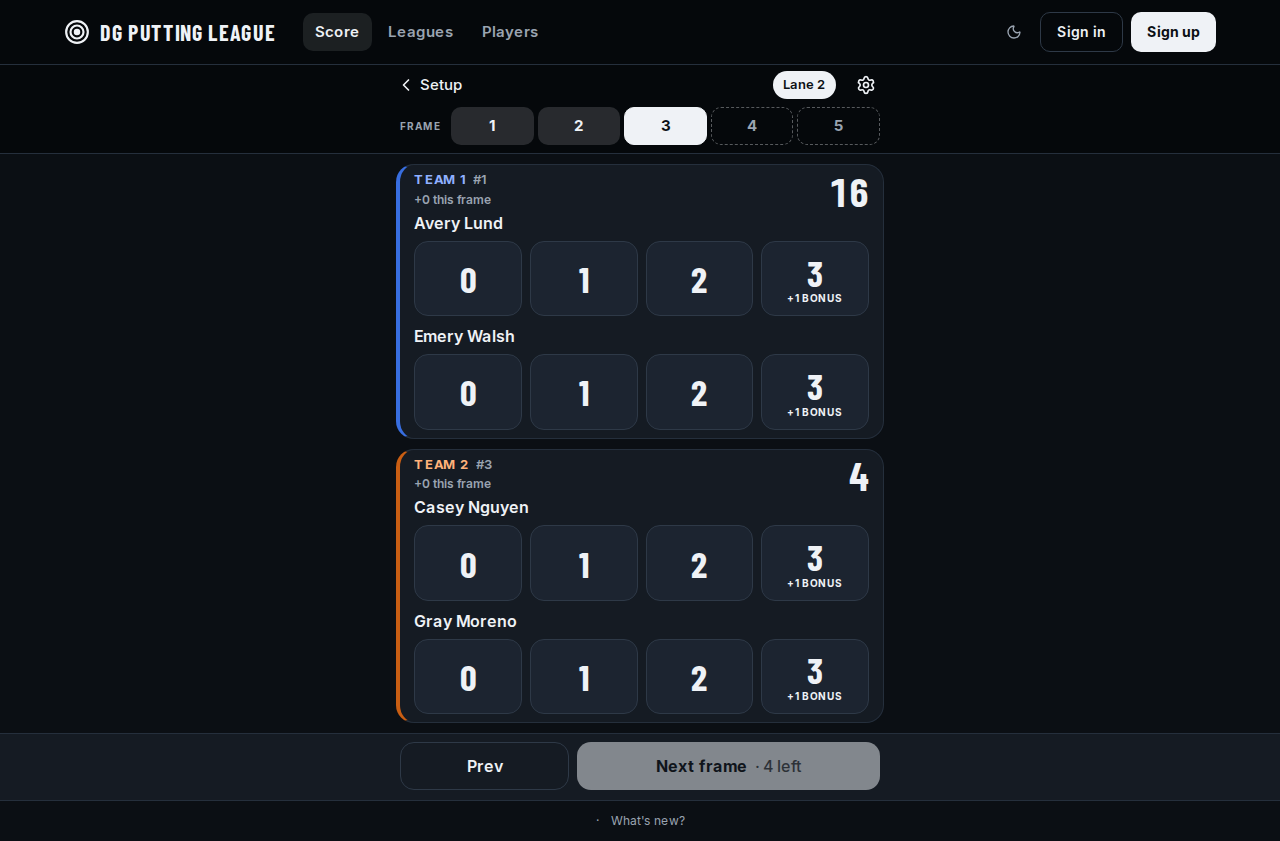 DG PUTTING LEAGUE Score Leagues Players Sign in Sign up
Setup Lane 2
FRAME 1 2 3 4 5
TEAM 1 #1 16
+0 this frame
Avery Lund
0 1 2 3
+1 BONUS
Emery Walsh
0 1 2 3
+1 BONUS
TEAM 2 #3 4
+0 this frame
Casey Nguyen
0 1 2 3
+1 BONUS
Gray Moreno
0 1 2 3
+1 BONUS
Prev Next frame · 4 left
· What's new?